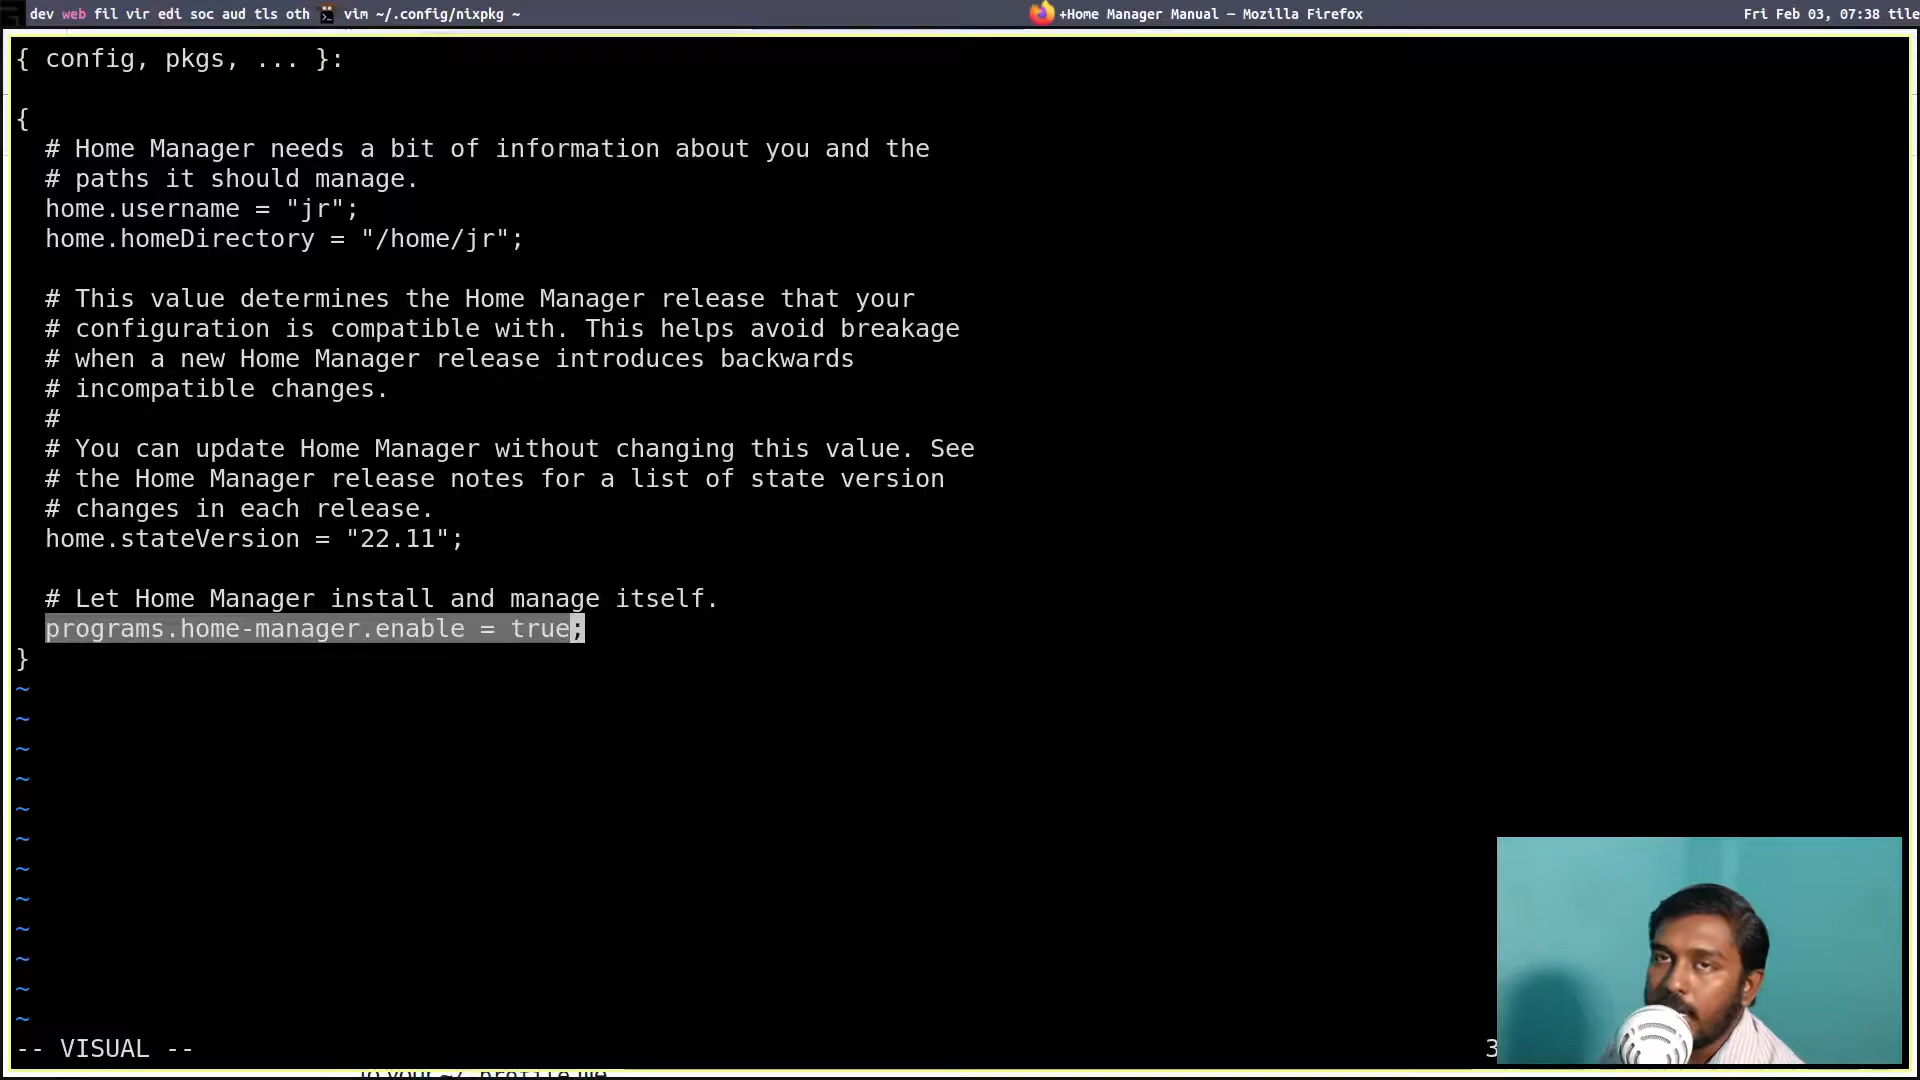 dev web fil vir edi soc aud tls oth vim ~/.config/nixpkg ~ +Home Manager Manual — Mozilla Firefox Fri Feb 03, 07:38 tile
{ config, pkgs, ... }:
{
# Home Manager needs a bit of information about you and the
# paths it should manage.
home.username = "jr";
home.homeDirectory = "/home/jr";
# This value determines the Home Manager release that your
# configuration is compatible with. This helps avoid breakage
# when a new Home Manager release introduces backwards
# incompatible changes.
#
# You can update Home Manager without changing this value. See
# the Home Manager release notes for a list of state version
# changes in each release.
home.stateVersion = "22.11";
# Let Home Manager install and manage itself.
programs.home-manager.enable = true;
}
~
~
~
~
~
~
~
~
~
~
~
~
-- VISUAL -- 3